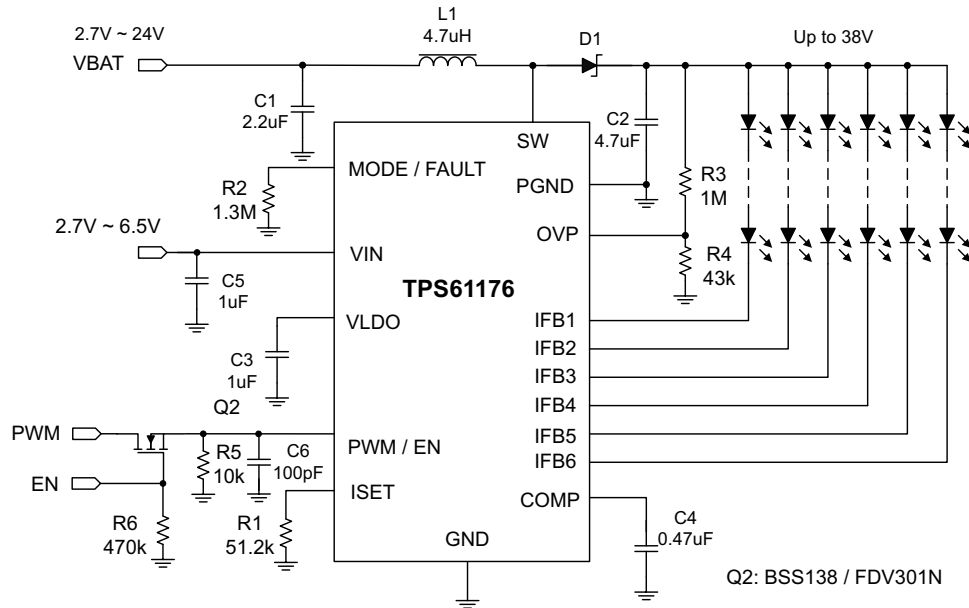 L1
4.7uH
2.7V ~ 24V
VBAT
D1
Up to 38V
C1
2.2uF
C2
4.7uF
SW
MODE / FAULT
PGND
R2
1.3M
R3
1M
2.7V ~ 6.5V
OVP
VIN
R4
43k
C5
1uF
TPS61176
VLDO
IFB1
IFB2
C3
1uF
IFB3
IFB4
Q2
PWM
IFB5
PWM / EN
R5
10k
C6
100pF
IFB6
EN
ISET
COMP
R6
470k
R1
51.2k
C4
0.47uF
GND
Q2: BSS138 / FDV301N